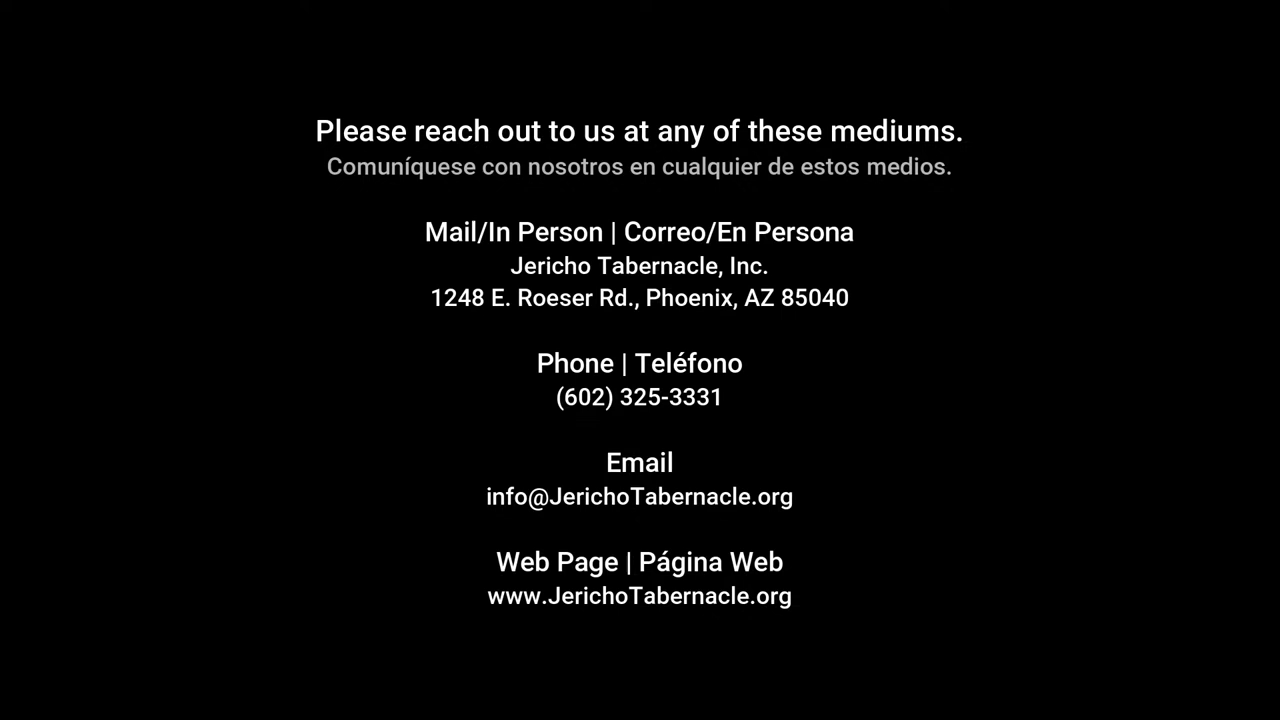 Please reach out to us at any of these mediums.
Comuníquese con nosotros en cualquier de estos medios.
Mail/In Person | Correo/En Persona
Jericho Tabernacle, Inc.
1248 E. Roeser Rd., Phoenix, AZ 85040
Phone | Teléfono
(602) 325-3331
Email
info@JerichoTabernacle.org
Web Page | Página Web
www.JerichoTabernacle.org